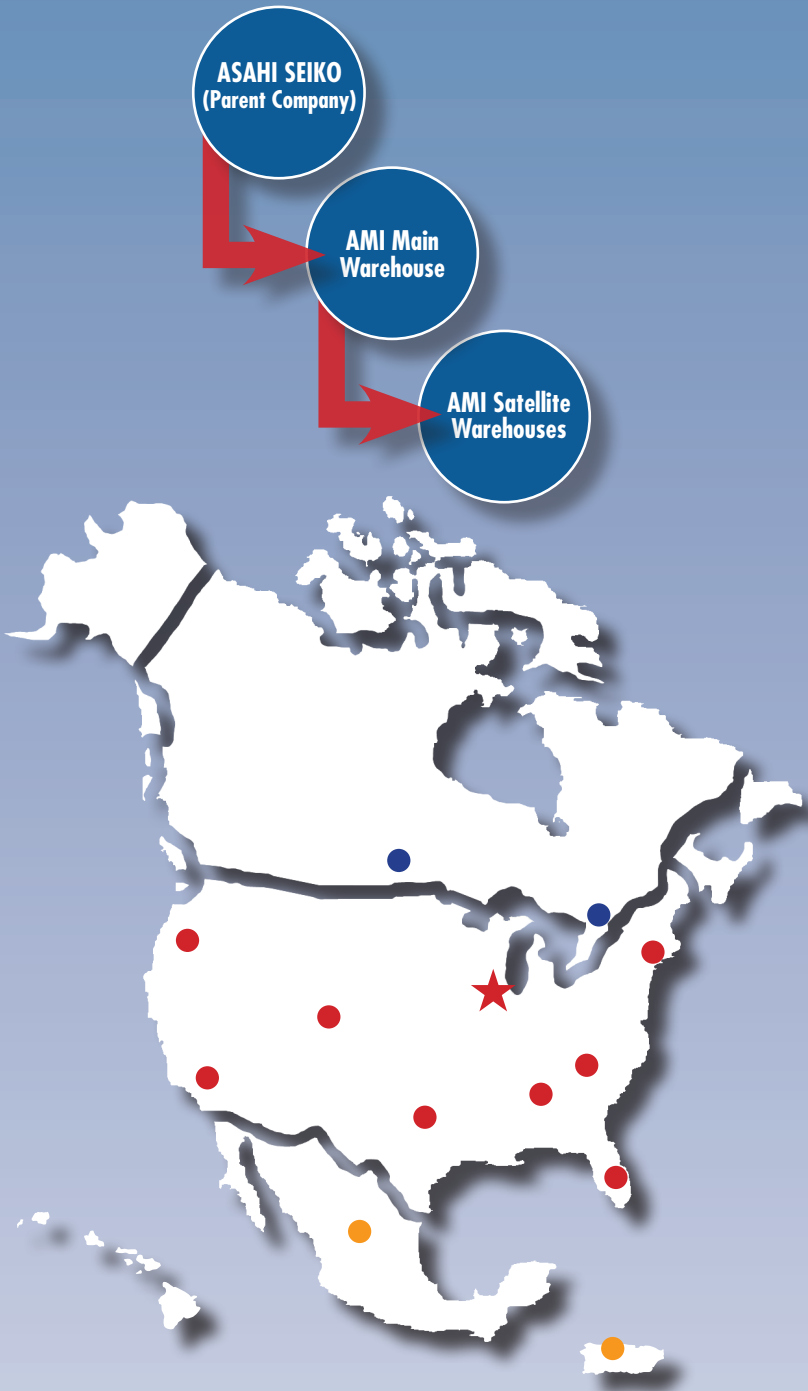 ASAHI SEIKO
(Parent Company)
AMI Main
Warehouse
AMI Satellite
Warehouses